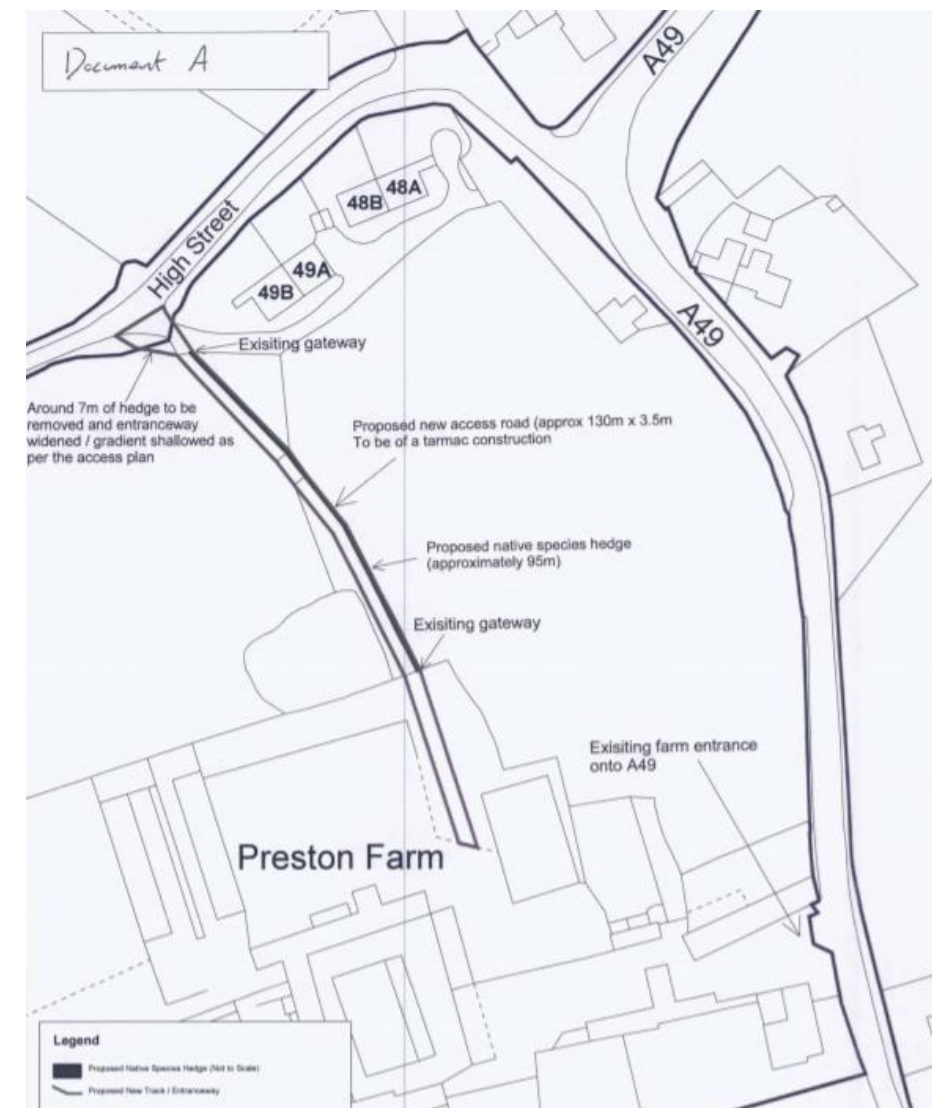 Document A
A49
48A
48B
High Street
49A
49B
A49
Exisiting gateway
Around 7m of hedge to be
removed and entranceway
widened / gradient shallowed as
per the access plan
Proposed new access road (approx 130m x 3.5m
To be of a tarmac construction
Proposed native species hedge
(approximately 95m)
Exisiting gateway
Exisiting farm entrance
onto A49
Preston Farm
Legend
Proposed Native Species Hedge (Not to Scale)
Proposed New Track / Entranceway